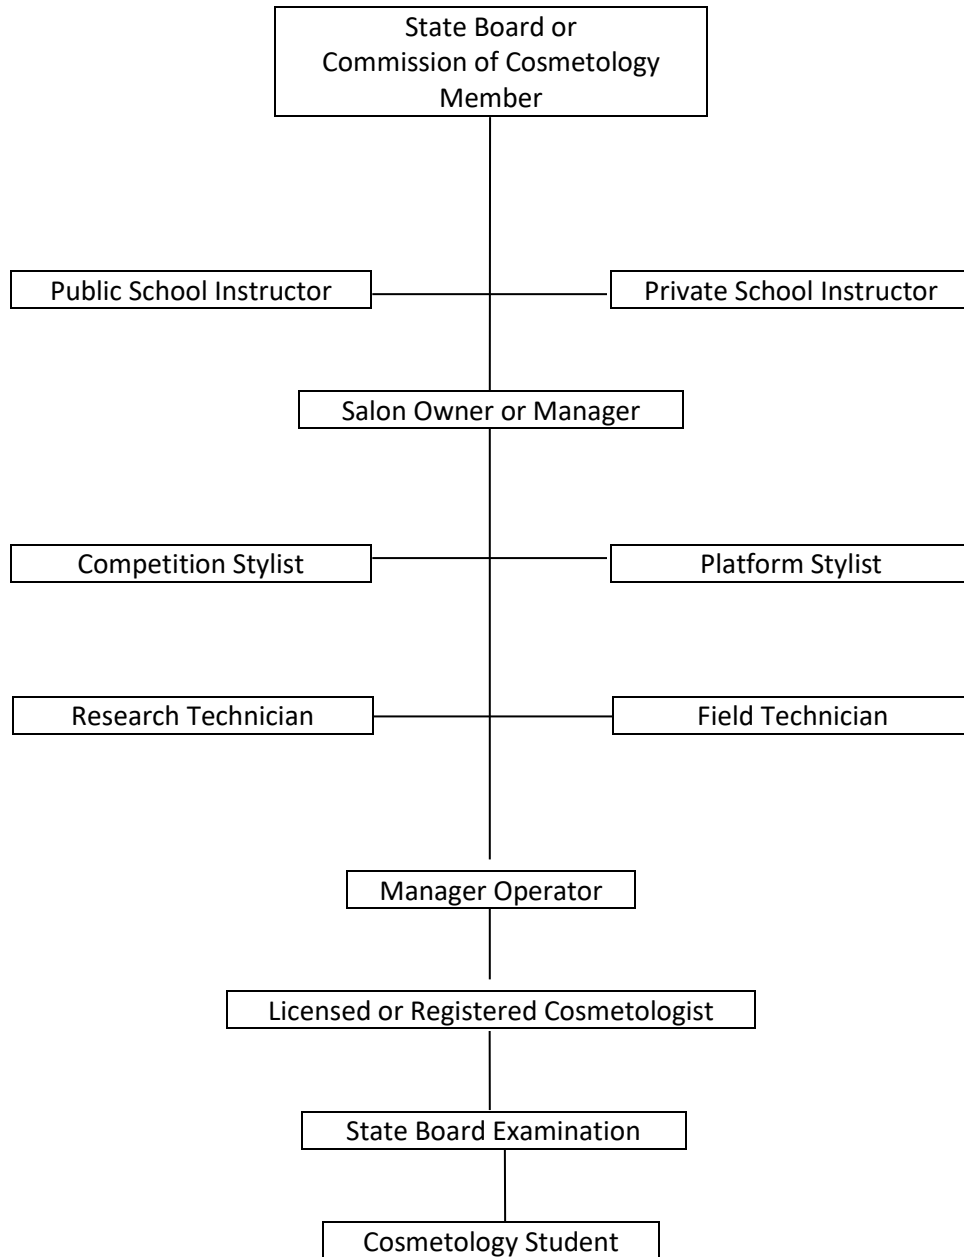 State Board or
Commission of Cosmetology
Member
Public School Instructor
Private School Instructor
Salon Owner or Manager
Competition Stylist
Platform Stylist
Research Technician
Field Technician
Manager Operator
Licensed or Registered Cosmetologist
State Board Examination
Cosmetology Student